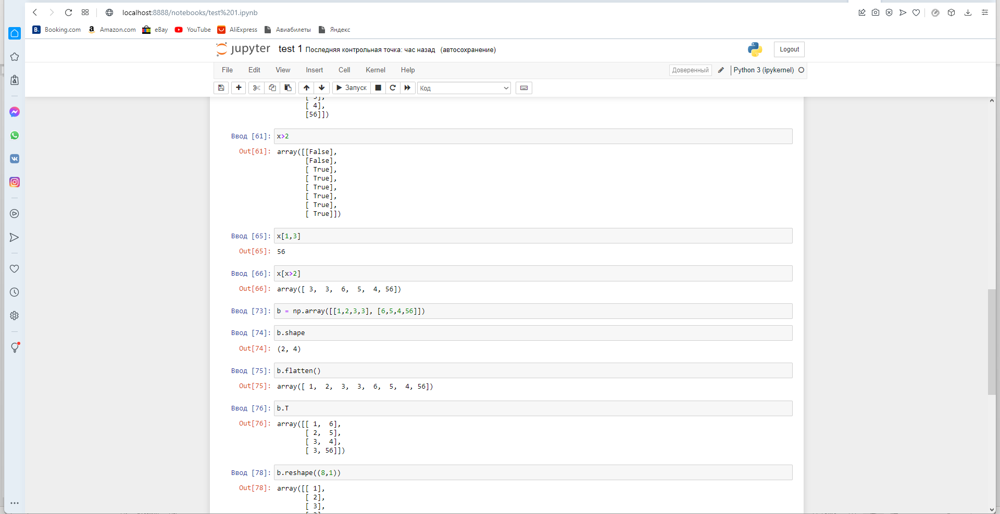 localhost:8888/notebooks/test%201.ipynb
Booking.com Amazon.com eBay YouTube AliExpress Авиабилеты Яндекс
jupyter test 1 Последняя контрольная точка: час назад (автосохранение) Logout
File Edit View Insert Cell Kernel Help Доверенный Python 3 (ipykernel)
Запуск Код
[ 4],
[56]])
Ввод [61]: x>2
Out[61]: array([[False],
[False],
[ True],
[ True],
[ True],
[ True],
[ True],
[ True]])
Ввод [65]: x[1,3]
Out[65]: 56
Ввод [66]: x[x>2]
Out[66]: array([ 3,  3,  6,  5,  4, 56])
Ввод [73]: b = np.array([[1,2,3,3], [6,5,4,56]])
Ввод [74]: b.shape
Out[74]: (2, 4)
Ввод [75]: b.flatten()
Out[75]: array([ 1,  2,  3,  3,  6,  5,  4, 56])
Ввод [76]: b.T
Out[76]: array([[ 1,  6],
[ 2,  5],
[ 3,  4],
[ 3, 56]])
Ввод [78]: b.reshape((8,1))
Out[78]: array([[ 1],
[ 2],
[ 3],